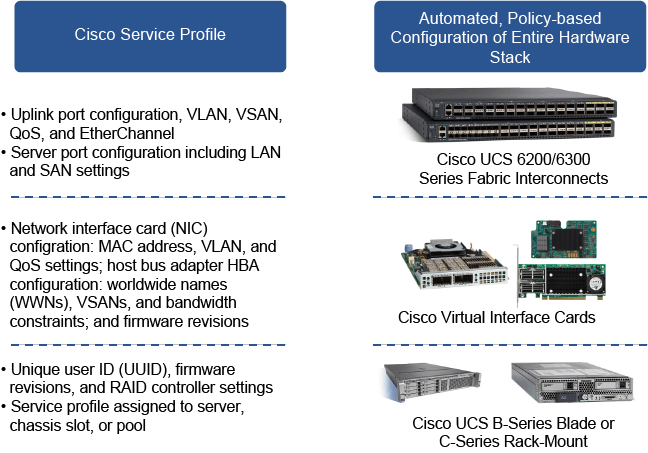 Cisco Service Profile
Automated, Policy-based
Configuration of Entire Hardware
Stack
• Uplink port configuration, VLAN, VSAN,
QoS, and EtherChannel
• Server port configuration including LAN
and SAN settings
Cisco UCS 6200/6300
Series Fabric Interconnects
• Network interface card (NIC)
configration: MAC address, VLAN, and
QoS settings; host bus adapter HBA
configuration: worldwide names
(WWNs), VSANs, and bandwidth
constraints; and firmware revisions
Cisco Virtual Interface Cards
• Unique user ID (UUID), firmware
revisions, and RAID controller settings
• Service profile assigned to server,
chassis slot, or pool
Cisco UCS B-Series Blade or
C-Series Rack-Mount